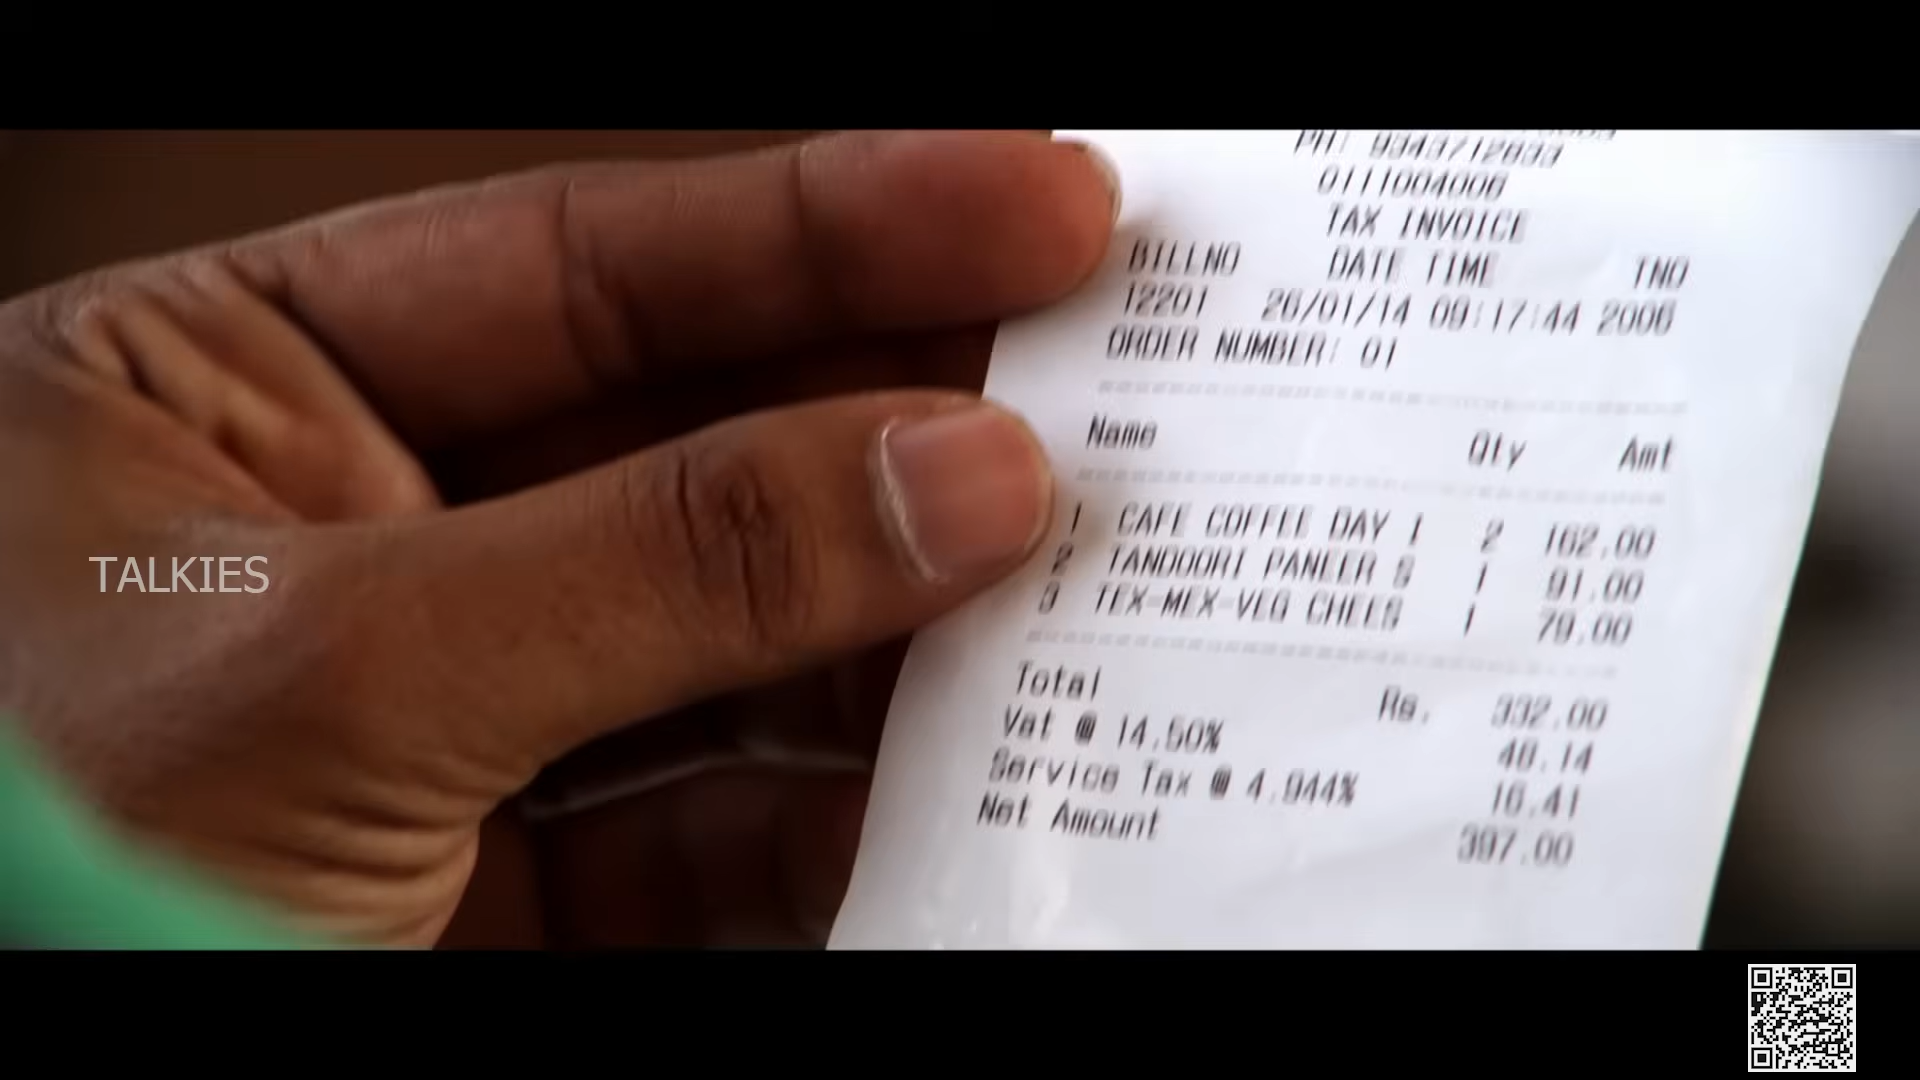 PH: 9343712633
0111004006
TAX INVOICE
BILLNO DATE TIME TNO
12201 26/01/14 09:17:44 2006
ORDER NUMBER: 01
Name Qty Amt
1 CAFE COFFEE DAY I 2 162.00
2 TANDOORI PANEER S 1 91.00
3 TEX-MEX-VEG CHEES 1 79.00
Total Rs. 332.00
Vat @ 14.50% 48.14
Service Tax @ 4.944% 16.41
Net Amount 397.00
TALKIES